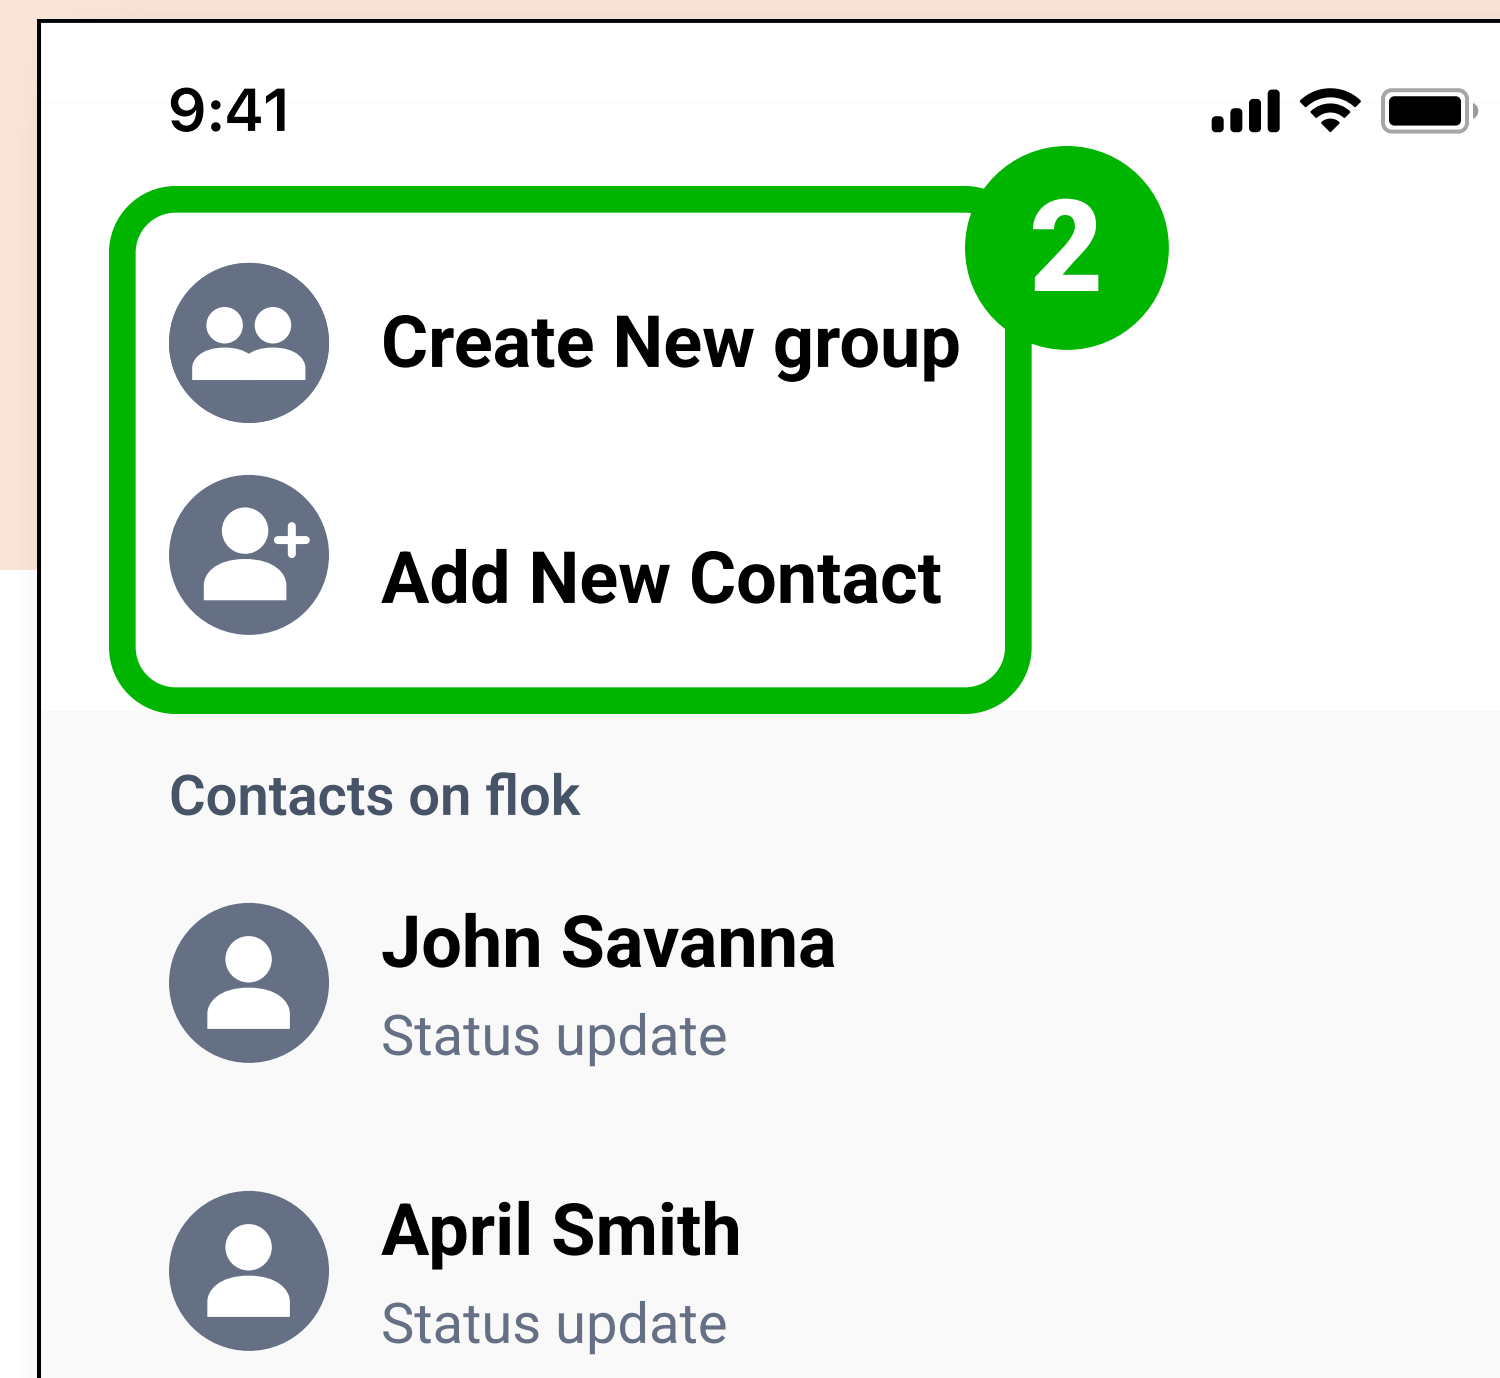 9:41
2
Create New group
Add New Contact
Contacts on flok
John Savanna
Status update
April Smith
Status update